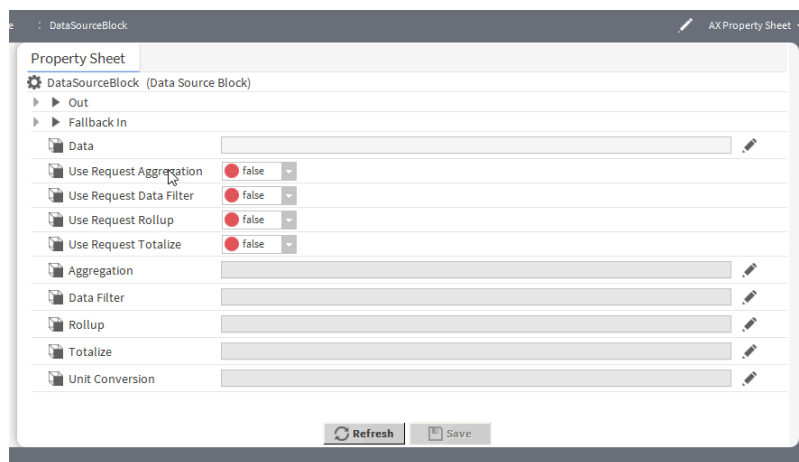 e : DataSourceBlock AX Property Sheet
Property Sheet
DataSourceBlock (Data Source Block)
Out
Fallback In
Data
Use Request Aggregation false
Use Request Data Filter false
Use Request Rollup false
Use Request Totalize false
Aggregation
Data Filter
Rollup
Totalize
Unit Conversion
Refresh Save